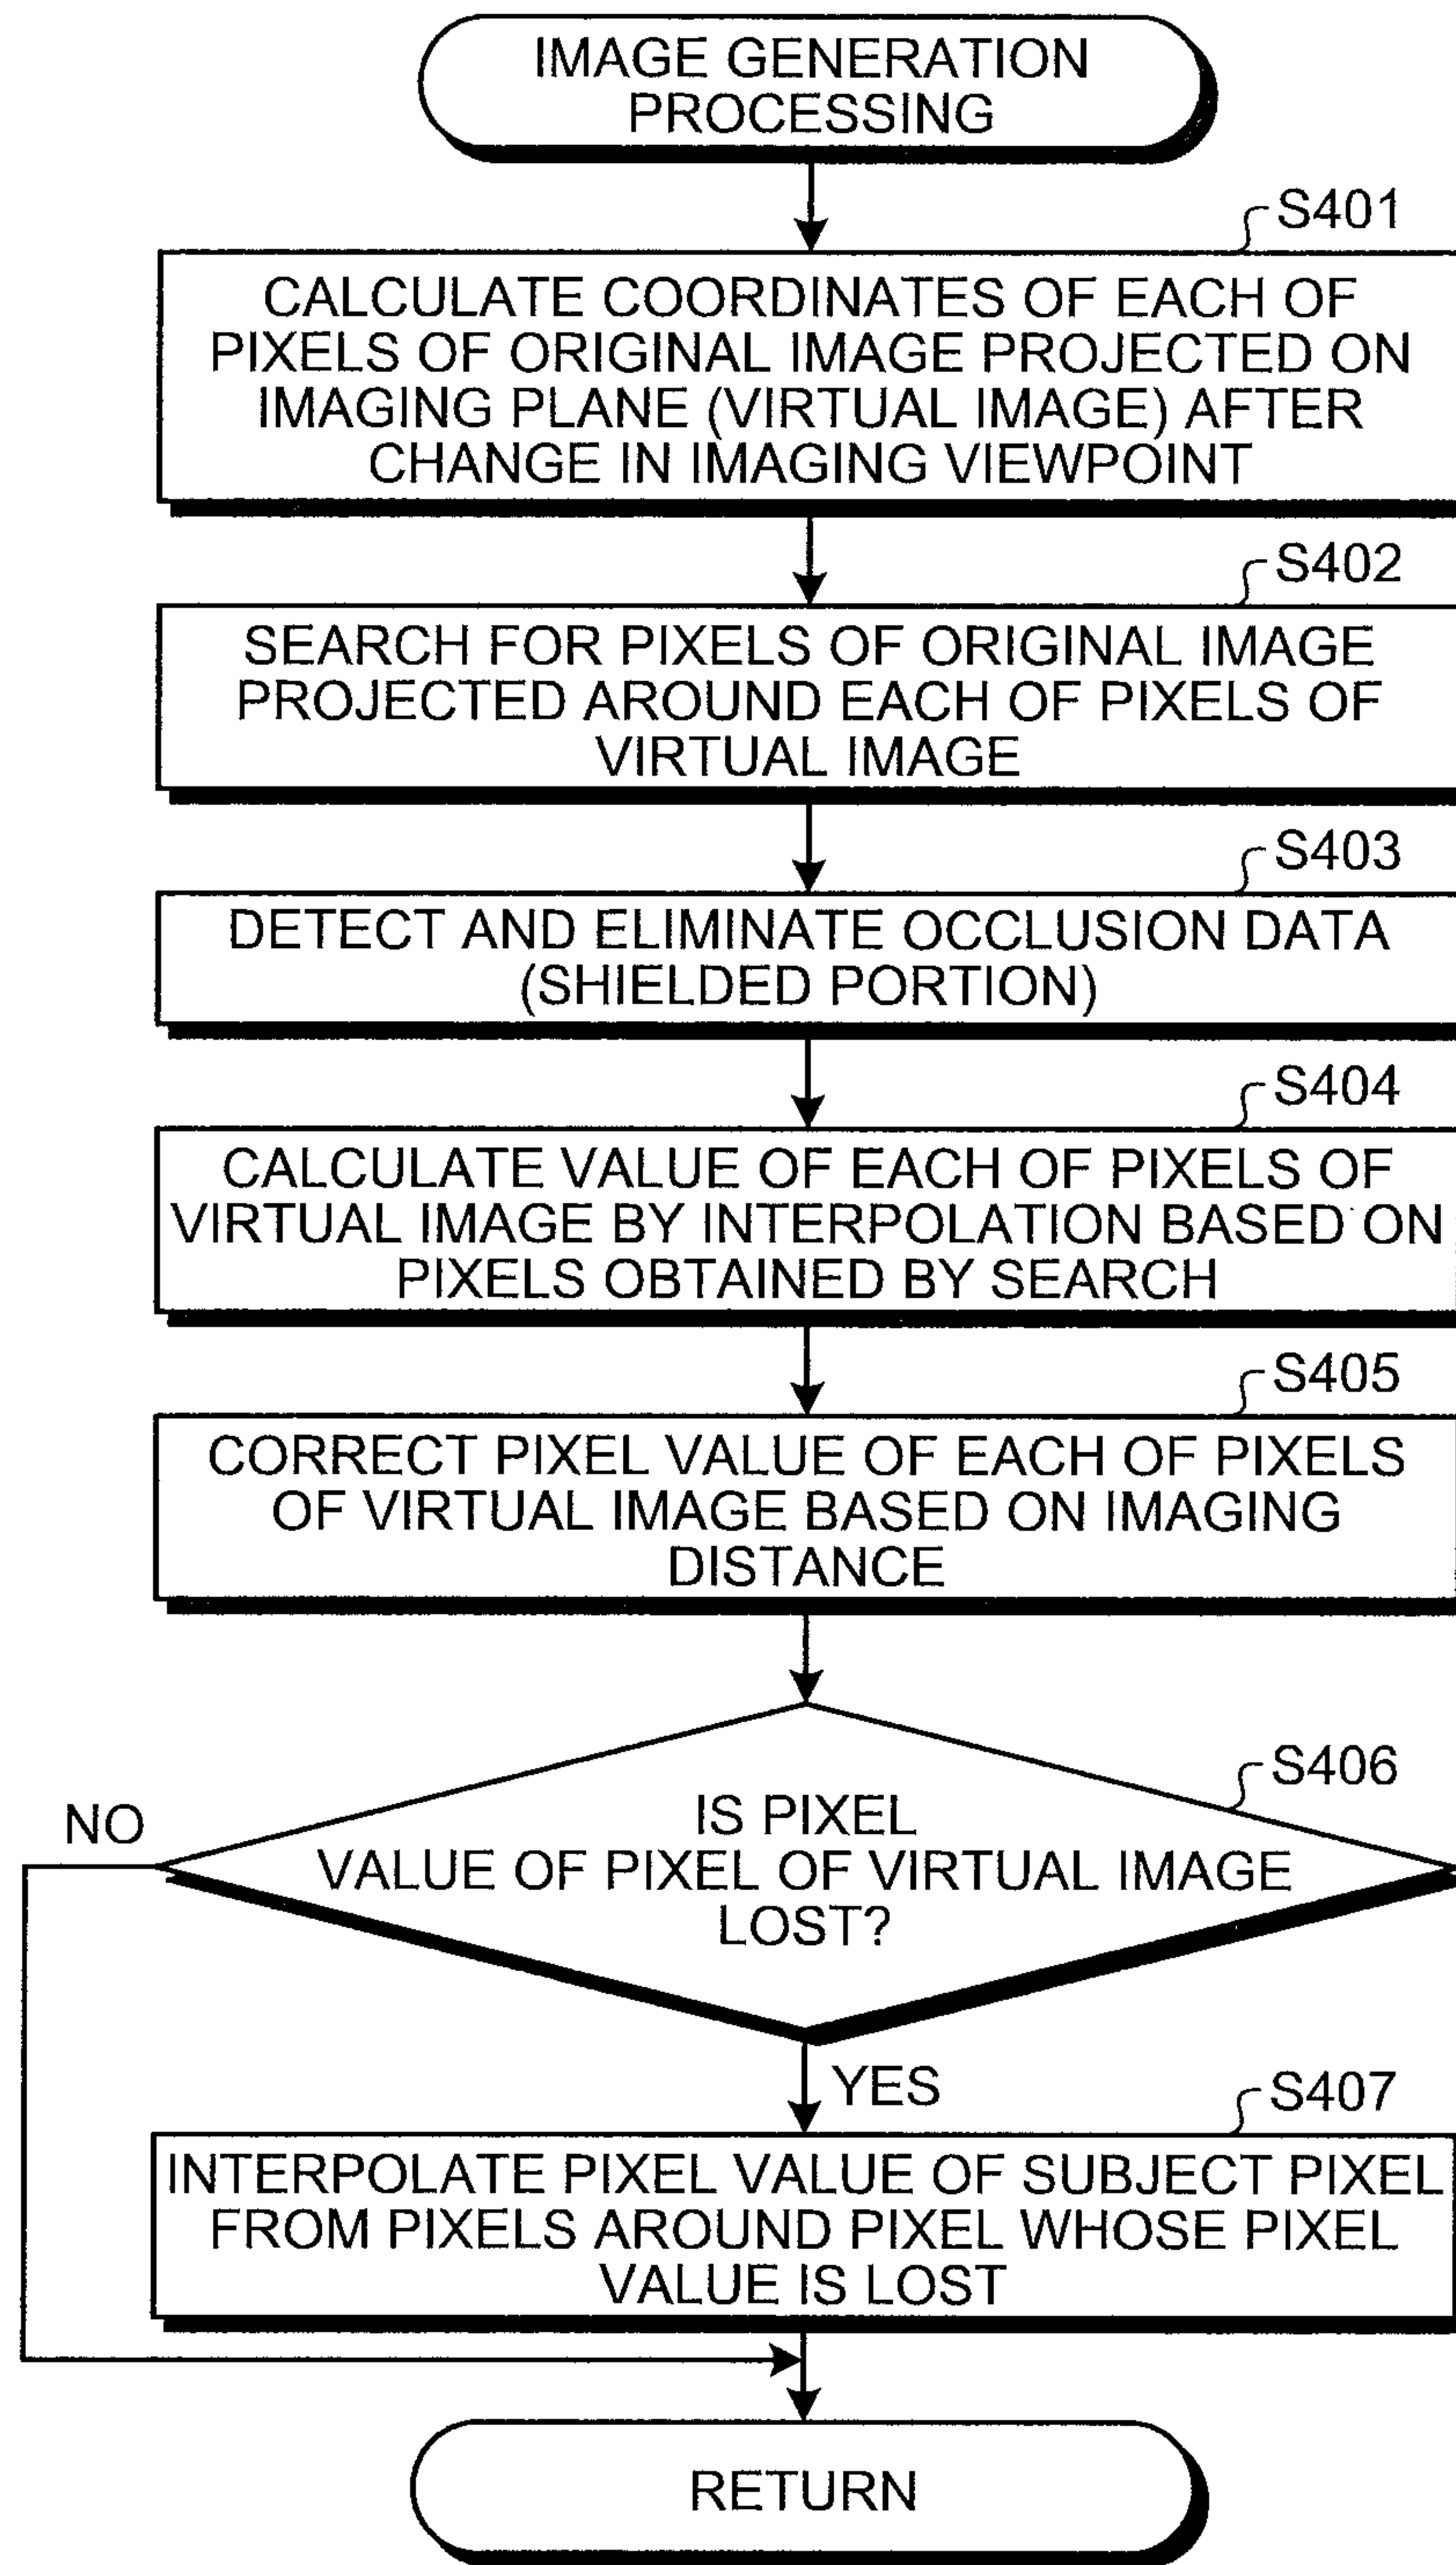 IMAGE GENERATION
PROCESSING
S401
CALCULATE COORDINATES OF EACH OF
PIXELS OF ORIGINAL IMAGE PROJECTED ON
IMAGING PLANE (VIRTUAL IMAGE) AFTER
CHANGE IN IMAGING VIEWPOINT
S402
SEARCH FOR PIXELS OF ORIGINAL IMAGE
PROJECTED AROUND EACH OF PIXELS OF
VIRTUAL IMAGE
S403
DETECT AND ELIMINATE OCCLUSION DATA
(SHIELDED PORTION)
S404
CALCULATE VALUE OF EACH OF PIXELS OF
VIRTUAL IMAGE BY INTERPOLATION BASED ON
PIXELS OBTAINED BY SEARCH
S405
CORRECT PIXEL VALUE OF EACH OF PIXELS
OF VIRTUAL IMAGE BASED ON IMAGING
DISTANCE
S406
NO
IS PIXEL
VALUE OF PIXEL OF VIRTUAL IMAGE
LOST?
YES
S407
INTERPOLATE PIXEL VALUE OF SUBJECT PIXEL
FROM PIXELS AROUND PIXEL WHOSE PIXEL
VALUE IS LOST
RETURN